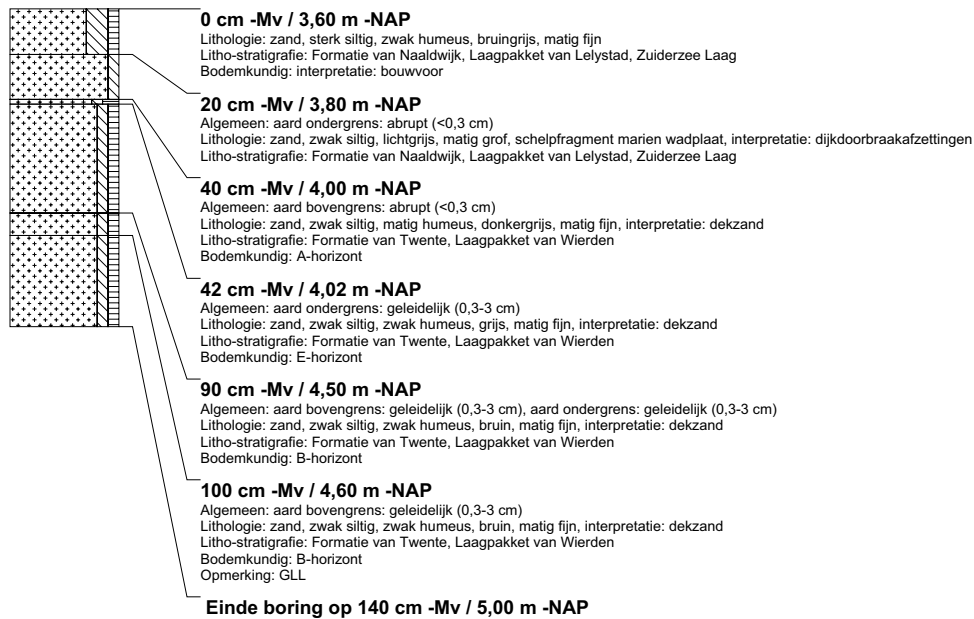 0 cm -Mv / 3,60 m -NAP
Lithologie: zand, sterk siltig, zwak humeus, bruingrijs, matig fijn
Litho-stratigrafie: Formatie van Naaldwijk, Laagpakket van Lelystad, Zuiderzee Laag
Bodemkundig: interpretatie: bouwvoor
20 cm -Mv / 3,80 m -NAP
Algemeen: aard ondergrens: abrupt (<0,3 cm)
Lithologie: zand, zwak siltig, lichtgrijs, matig grof, schelpfragment marien wadplaat, interpretatie: dijkdoorbraakafzettingen
Litho-stratigrafie: Formatie van Naaldwijk, Laagpakket van Lelystad, Zuiderzee Laag
40 cm -Mv / 4,00 m -NAP
Algemeen: aard bovengrens: abrupt (<0,3 cm)
Lithologie: zand, zwak siltig, matig humeus, donkergrijs, matig fijn, interpretatie: dekzand
Litho-stratigrafie: Formatie van Twente, Laagpakket van Wierden
Bodemkundig: A-horizont
42 cm -Mv / 4,02 m -NAP
Algemeen: aard ondergrens: geleidelijk (0,3-3 cm)
Lithologie: zand, zwak siltig, zwak humeus, grijs, matig fijn, interpretatie: dekzand
Litho-stratigrafie: Formatie van Twente, Laagpakket van Wierden
Bodemkundig: E-horizont
90 cm -Mv / 4,50 m -NAP
Algemeen: aard bovengrens: geleidelijk (0,3-3 cm), aard ondergrens: geleidelijk (0,3-3 cm)
Lithologie: zand, zwak siltig, zwak humeus, bruin, matig fijn, interpretatie: dekzand
Litho-stratigrafie: Formatie van Twente, Laagpakket van Wierden
Bodemkundig: B-horizont
100 cm -Mv / 4,60 m -NAP
Algemeen: aard bovengrens: geleidelijk (0,3-3 cm)
Lithologie: zand, zwak siltig, zwak humeus, bruin, matig fijn, interpretatie: dekzand
Litho-stratigrafie: Formatie van Twente, Laagpakket van Wierden
Bodemkundig: B-horizont
Opmerking: GLL
Einde boring op 140 cm -Mv / 5,00 m -NAP